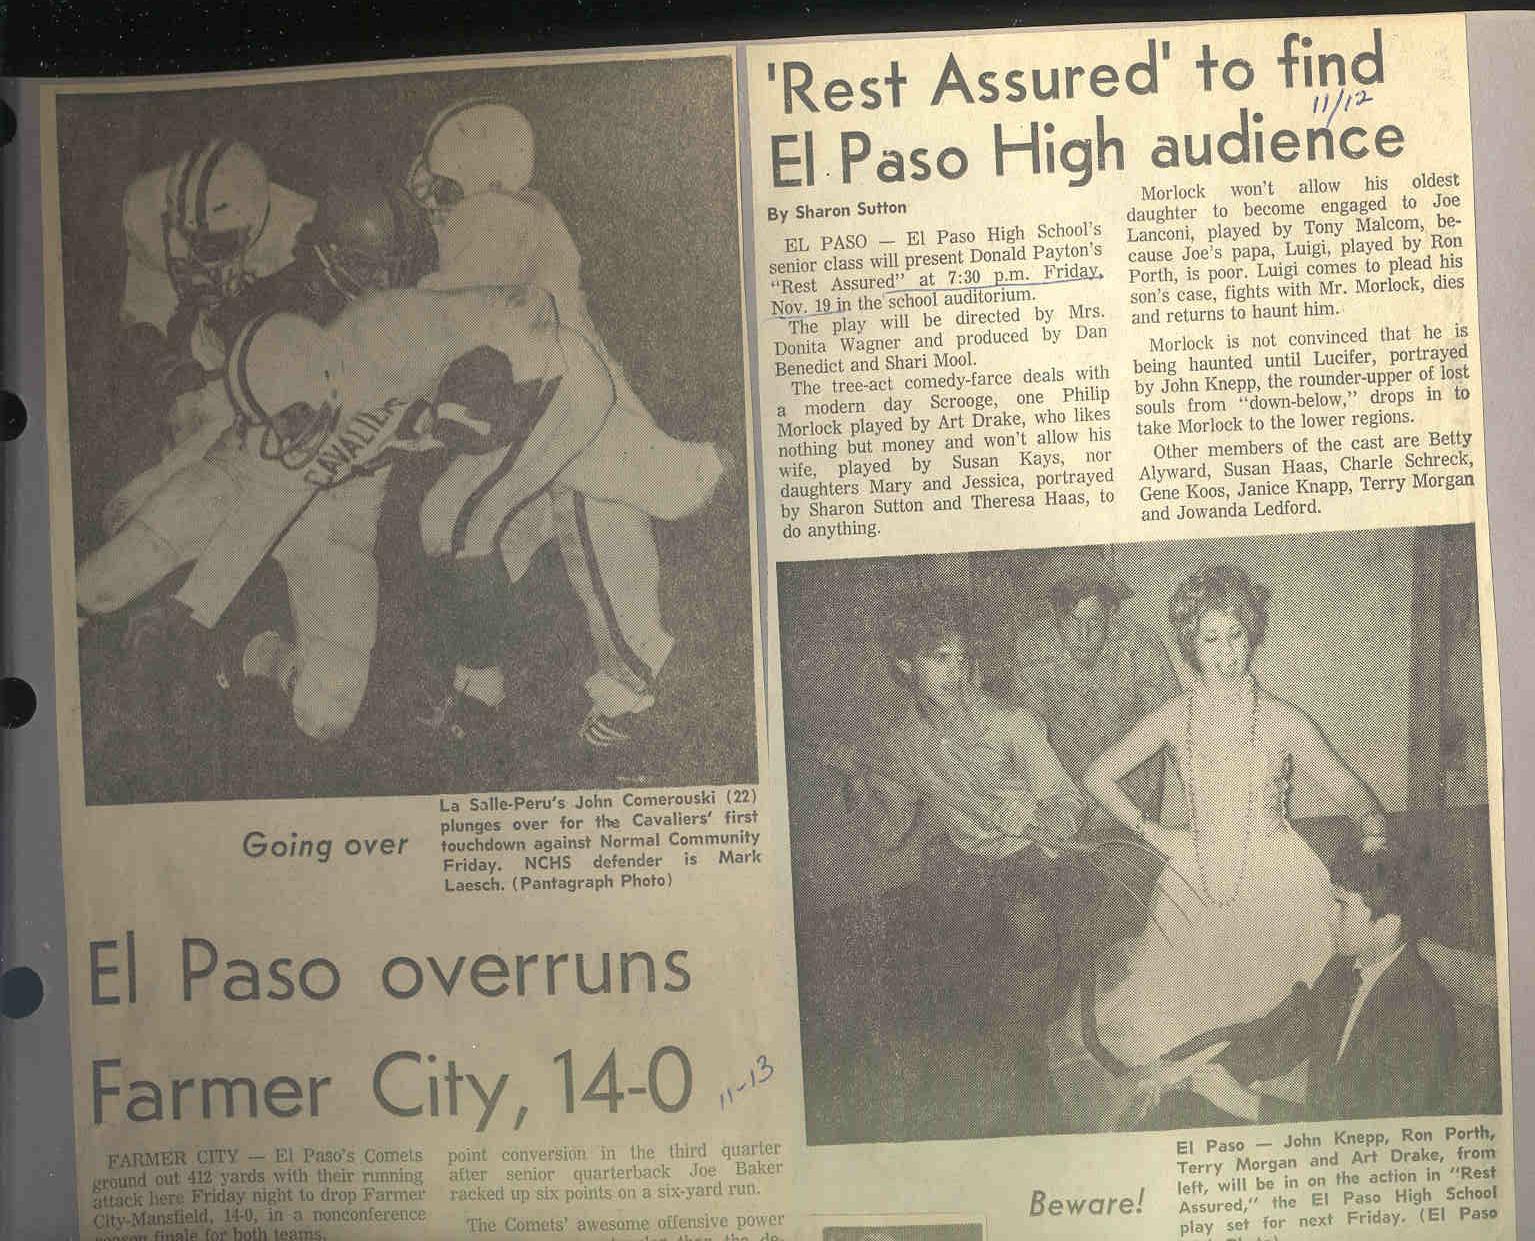 CAVALIER
Going over
La Salle-Peru's John Comerouski (22)
plunges over for the Cavaliers' first
touchdown against Normal Community
Friday. NCHS defender is Mark
Laesch. (Pantagraph Photo)
El Paso overruns
Farmer City, 14-0
11-13
FARMER CITY — El Paso's Comets
ground out 412 yards with their running
attack here Friday night to drop Farmer
City-Mansfield, 14-0, in a nonconference
season finale for both teams.
point conversion in the third quarter
after senior quarterback Joe Baker
racked up six points on a six-yard run.
The Comets' awesome offensive power
'Rest Assured' to find
11/12
El Paso High audience
By Sharon Sutton
EL PASO — El Paso High School's
senior class will present Donald Payton's
"Rest Assured" at 7:30 p.m. Friday,
Nov. 19 in the school auditorium.
The play will be directed by Mrs.
Donita Wagner and produced by Dan
Benedict and Shari Mool.
The tree-act comedy-farce deals with
a modern day Scrooge, one Philip
Morlock played by Art Drake, who likes
nothing but money and won't allow his
wife, played by Susan Kays, nor
daughters Mary and Jessica, portrayed
by Sharon Sutton and Theresa Haas, to
do anything.
Morlock won't allow his oldest
daughter to become engaged to Joe
Lanconi, played by Tony Malcom, be-
cause Joe's papa, Luigi, played by Ron
Porth, is poor. Luigi comes to plead his
son's case, fights with Mr. Morlock, dies
and returns to haunt him.
Morlock is not convinced that he is
being haunted until Lucifer, portrayed
by John Knepp, the rounder-upper of lost
souls from "down-below," drops in to
take Morlock to the lower regions.
Other members of the cast are Betty
Alyward, Susan Haas, Charle Schreck,
Gene Koos, Janice Knapp, Terry Morgan
and Jowanda Ledford.
Beware!
El Paso — John Knepp, Ron Porth,
Terry Morgan and Art Drake, from
left, will be in on the action in "Rest
Assured," the El Paso High School
play set for next Friday. (El Paso